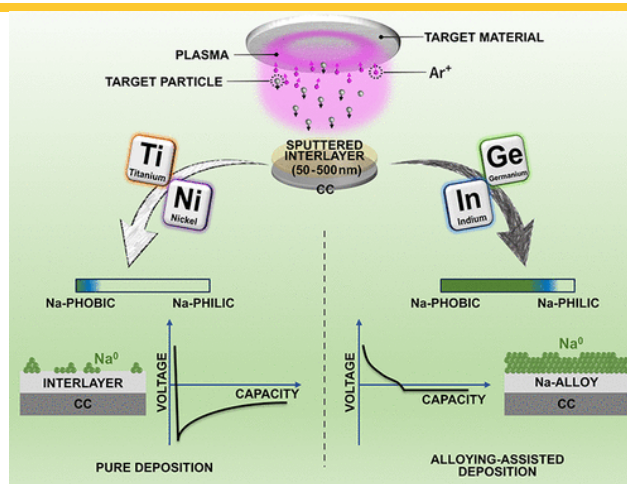 TARGET MATERIAL
PLASMA
TARGET PARTICLE
Ar⁺
SPUTTERED
INTERLAYER
(50-500nm)
CC
Ti
Titanium
Ni
Nickel
Ge
Germanium
In
Indium
Na-PHOBIC
Na-PHILIC
Na⁰
INTERLAYER
CC
VOLTAGE
CAPACITY
PURE DEPOSITION
Na-PHOBIC
Na-PHILIC
VOLTAGE
CAPACITY
Na⁰
Na-ALLOY
CC
ALLOYING-ASSISTED
DEPOSITION